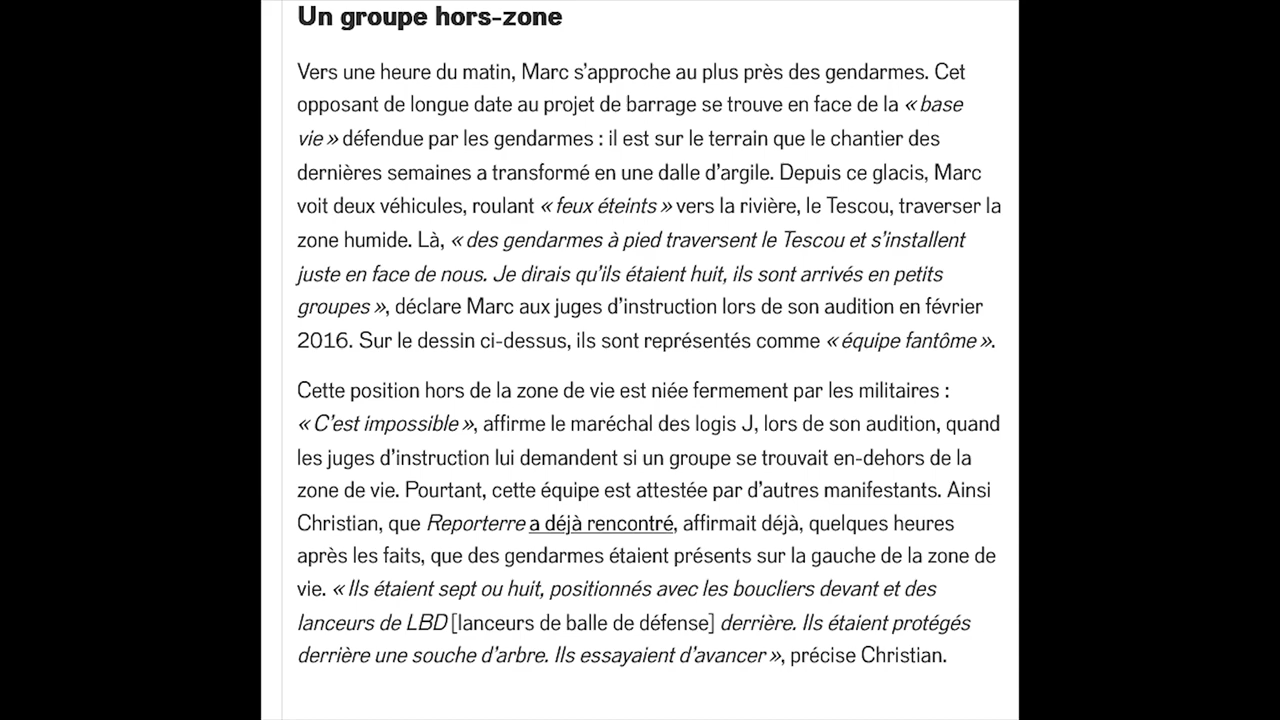 Un groupe hors-zone
Vers une heure du matin, Marc s’approche au plus près des gendarmes. Cet
opposant de longue date au projet de barrage se trouve en face de la « base
vie » défendue par les gendarmes : il est sur le terrain que le chantier des
dernières semaines a transformé en une dalle d’argile. Depuis ce glacis, Marc
voit deux véhicules, roulant « feux éteints » vers la rivière, le Tescou, traverser la
zone humide. Là, « des gendarmes à pied traversent le Tescou et s’installent
juste en face de nous. Je dirais qu’ils étaient huit, ils sont arrivés en petits
groupes », déclare Marc aux juges d’instruction lors de son audition en février
2016. Sur le dessin ci-dessus, ils sont représentés comme « équipe fantôme ».
Cette position hors de la zone de vie est niée fermement par les militaires :
« C’est impossible », affirme le maréchal des logis J, lors de son audition, quand
les juges d’instruction lui demandent si un groupe se trouvait en-dehors de la
zone de vie. Pourtant, cette équipe est attestée par d’autres manifestants. Ainsi
Christian, que Reporterre a déjà rencontré, affirmait déjà, quelques heures
après les faits, que des gendarmes étaient présents sur la gauche de la zone de
vie. « Ils étaient sept ou huit, positionnés avec les boucliers devant et des
lanceurs de LBD [lanceurs de balle de défense] derrière. Ils étaient protégés
derrière une souche d’arbre. Ils essayaient d’avancer », précise Christian.